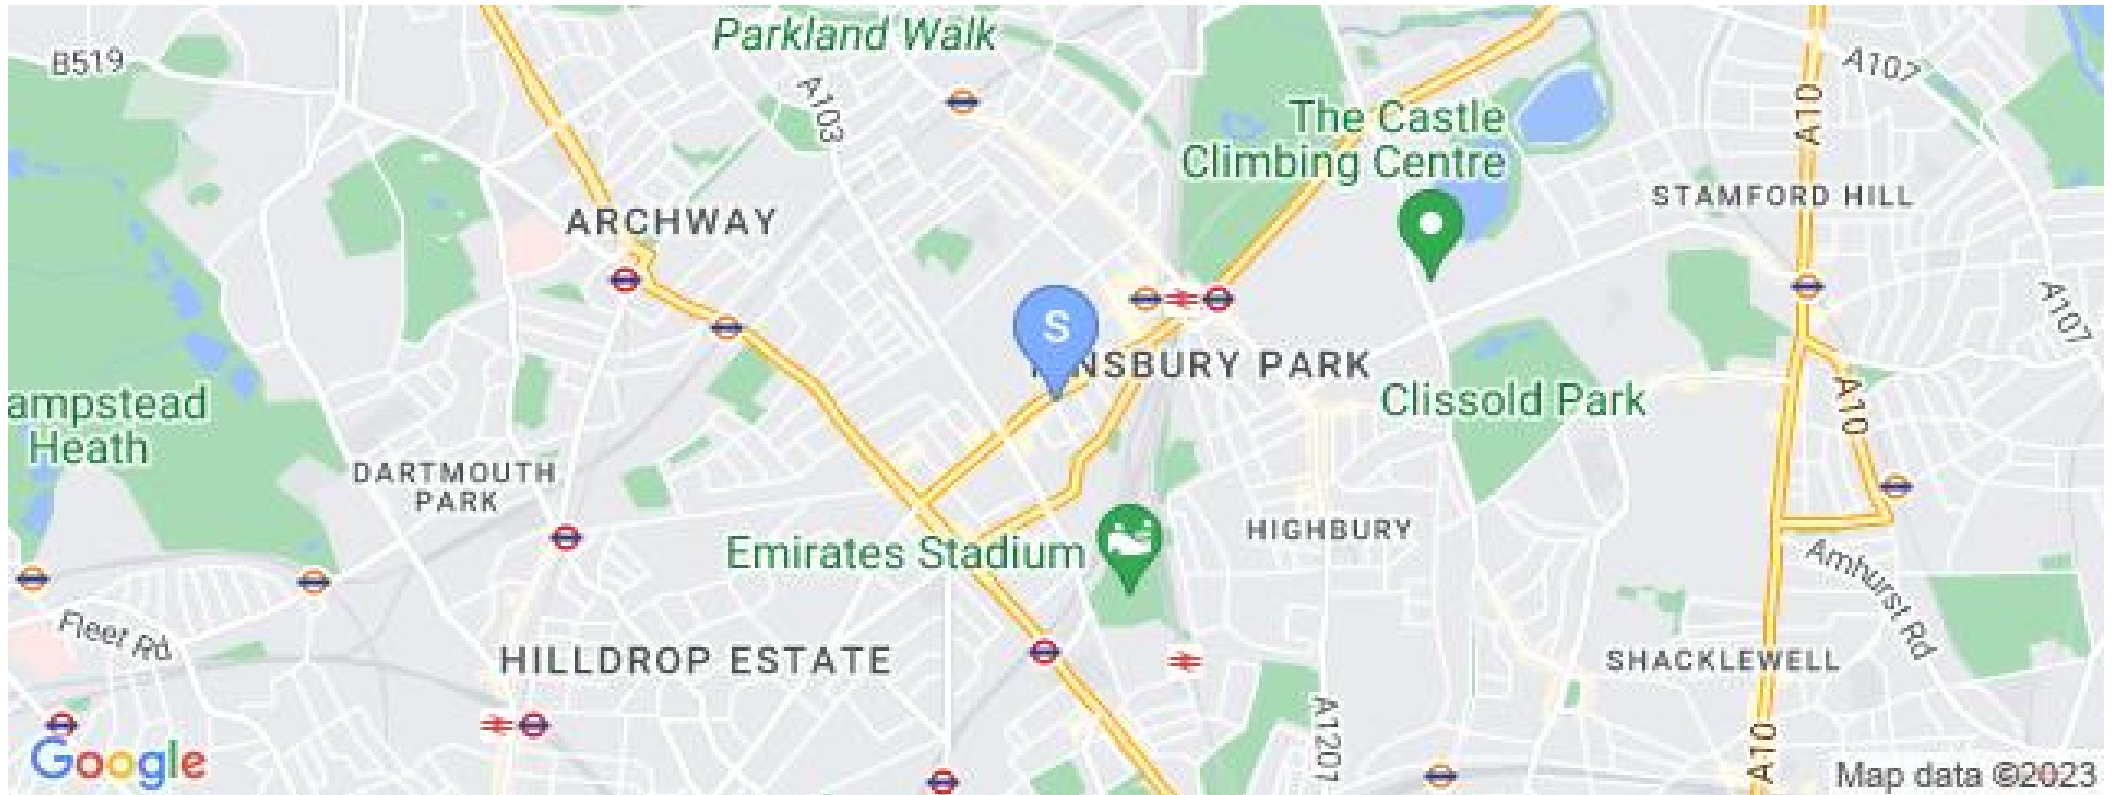 Parkland Walk
B519
A103
A107
A10
The Castle
Climbing Centre
STAMFORD HILL
ARCHWAY
A107
S
NSBURY PARK
Clissold Park
A10
ampstead
Heath
DARTMOUTH
PARK
HIGHBURY
Emirates Stadium
Amhurst Rd
Fleet Rd
HILLDROP ESTATE
SHACKLEWELL
A1201
A10
Google
Map data ©2023